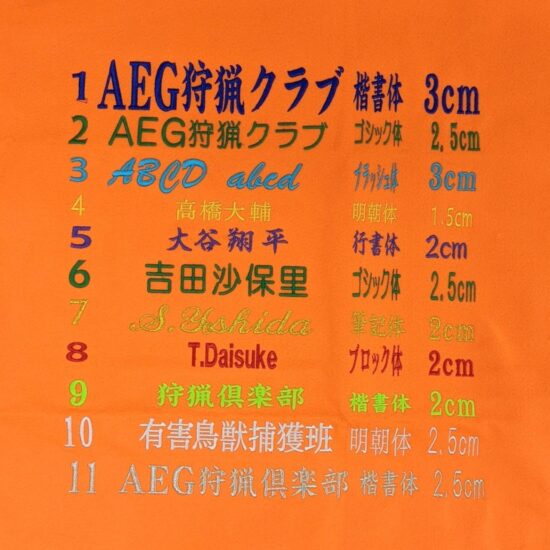 1 AEG狩猟クラブ 楷書体 3cm
2 AEG狩猟クラブ ゴシック体 2,5cm
3 ABCD abcd ブラッシュ体 3cm
4 高橋大輔 明朝体 1.5cm
5 大谷翔平 行書体 2cm
6 吉田沙保里 ゴシック体 2.5cm
7 S.Yoshida 筆記体 2cm
8 T.Daisuke ブロック体 2cm
9 狩猟倶楽部 楷書体 2cm
10 有害鳥獣捕獲班 明朝体 2.5cm
11 AEG狩猟倶楽部 楷書体 2.5cm